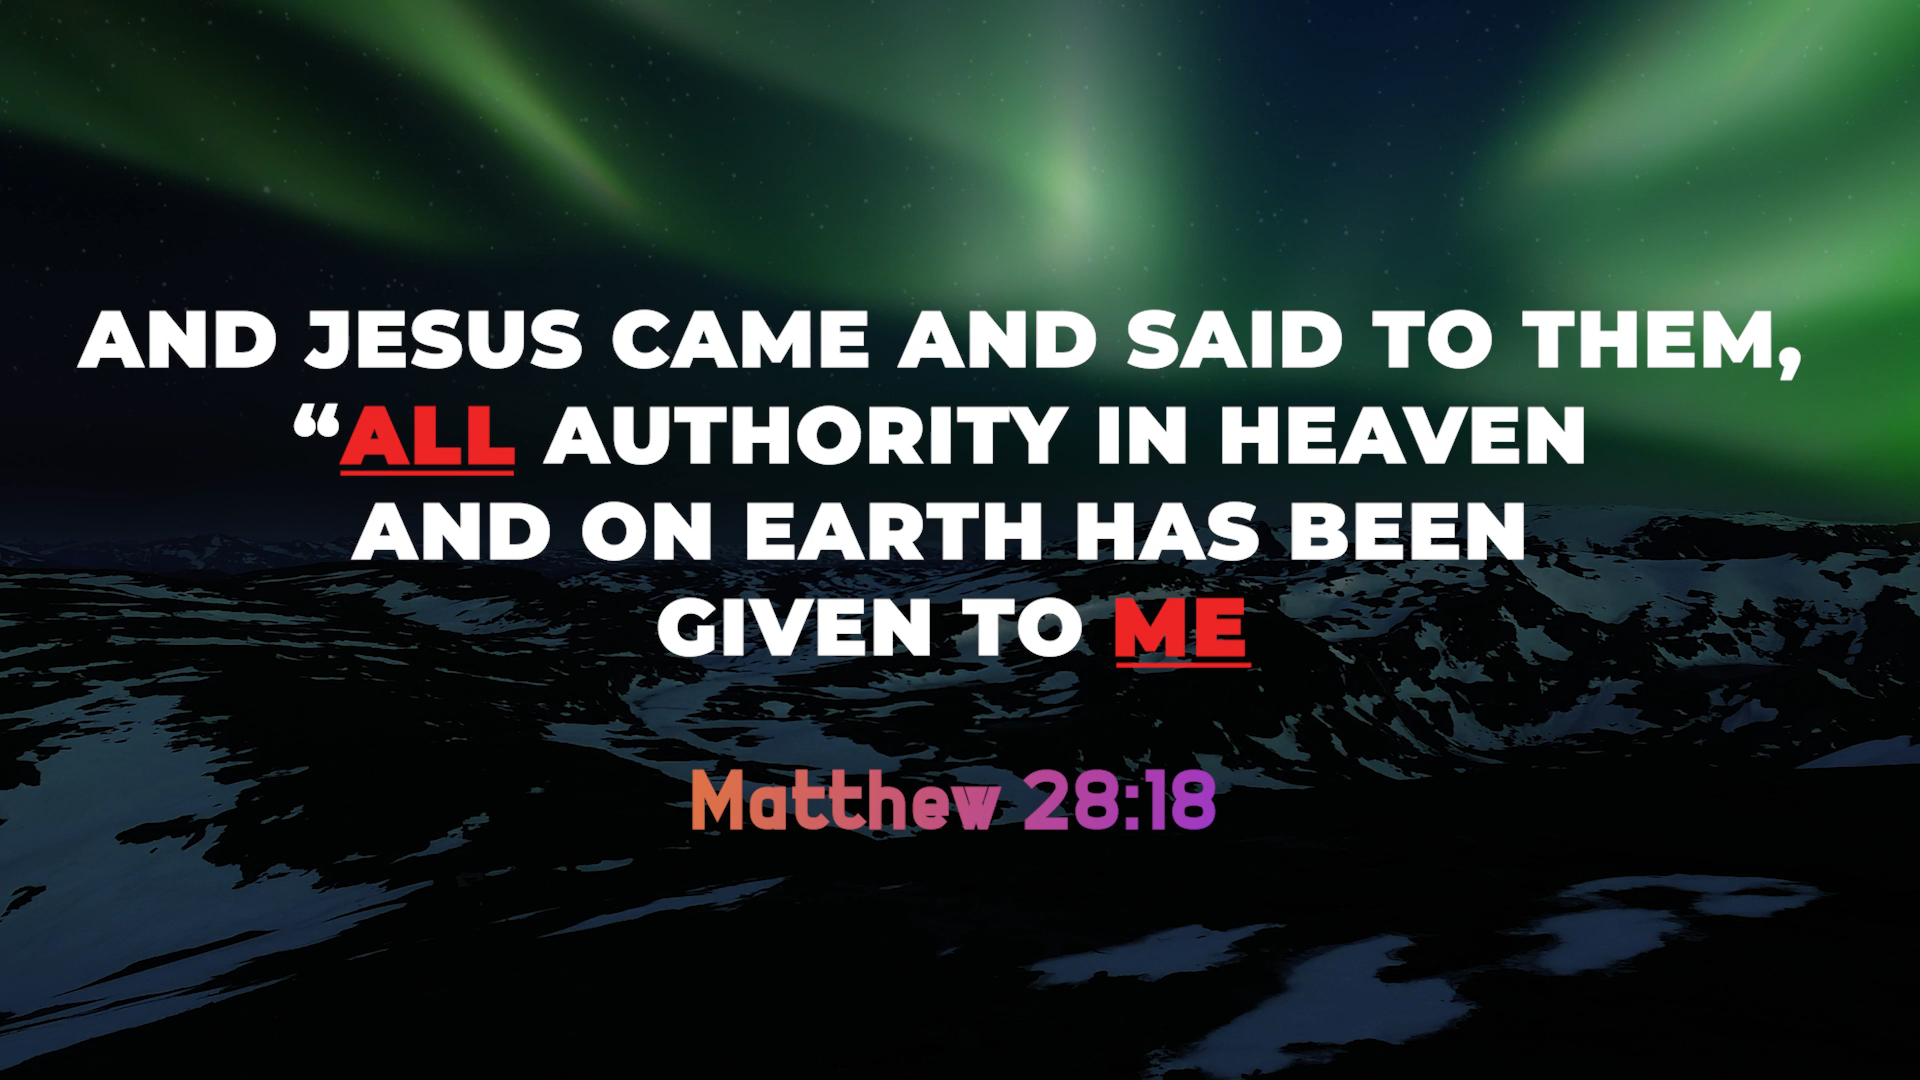 AND JESUS CAME AND SAID TO THEM,
“ALL AUTHORITY IN HEAVEN
AND ON EARTH HAS BEEN
GIVEN TO ME
Matthew 28:18